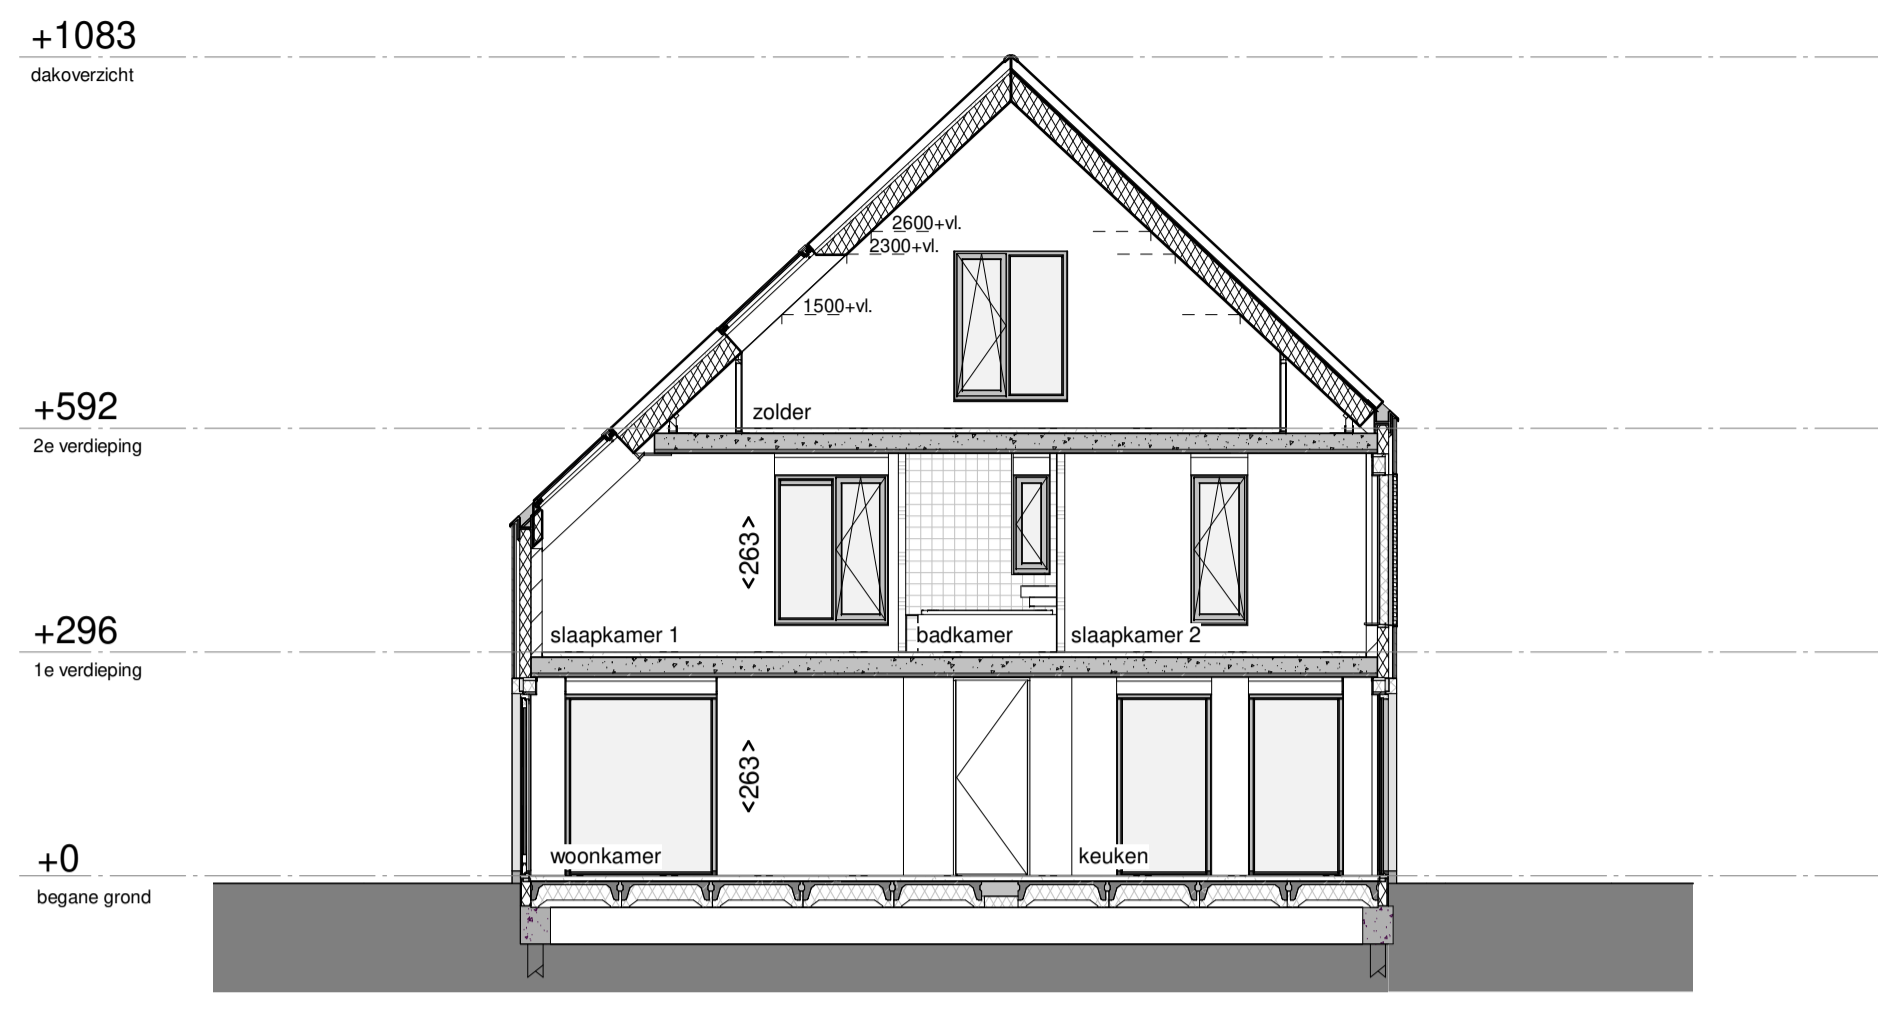 +1083
dakoverzicht
2600+vl.
2300+vl.
1500+vl.
+592
2e verdieping
zolder
<263>
+296
1e verdieping
slaapkamer 1
badkamer
slaapkamer 2
<263>
+0
begane grond
woonkamer
keuken